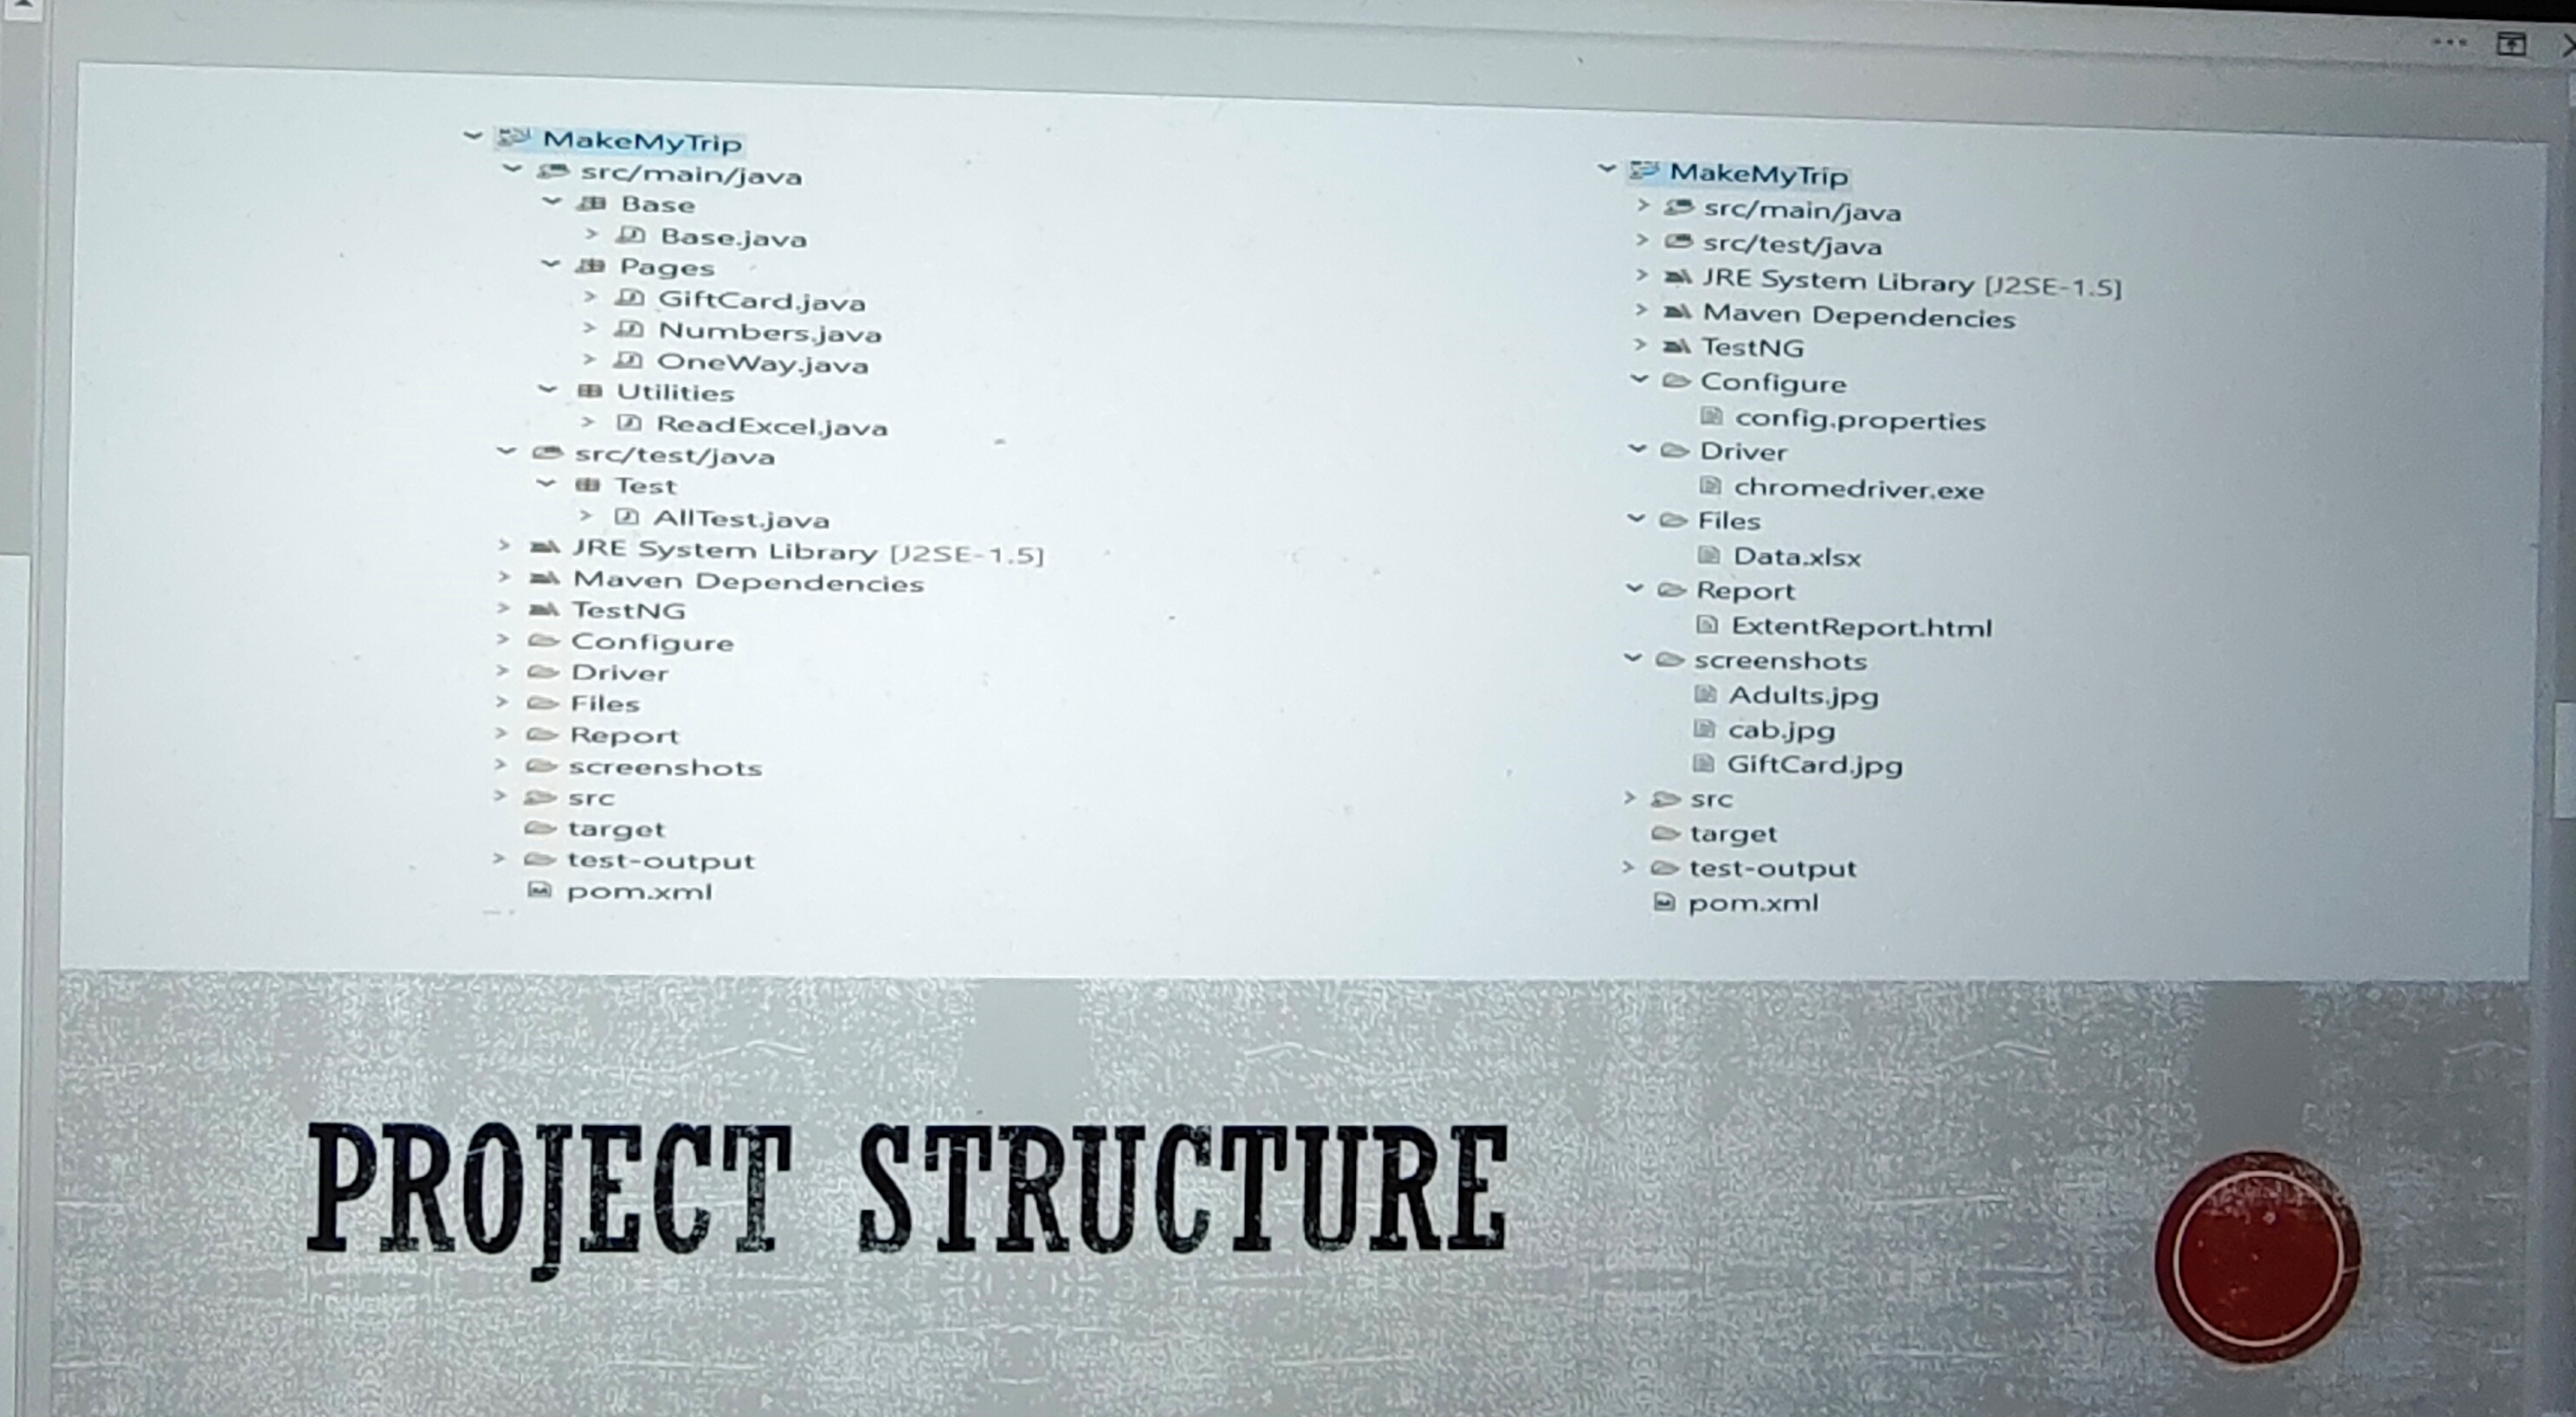 MakeMyTrip
src/main/java
Base
Base.java
Pages
GiftCard.java
Numbers.java
OneWay.java
Utilities
ReadExcel.java
src/test/java
Test
AllTest.java
JRE System Library [J2SE-1.5]
Maven Dependencies
TestNG
Configure
Driver
Files
Report
screenshots
src
target
test-output
pom.xml
MakeMyTrip
src/main/java
src/test/java
JRE System Library [J2SE-1.5]
Maven Dependencies
TestNG
Configure
config.properties
Driver
chromedriver.exe
Files
Data.xlsx
Report
ExtentReport.html
screenshots
Adults.jpg
cab.jpg
GiftCard.jpg
src
target
test-output
pom.xml
PROJECT STRUCTURE